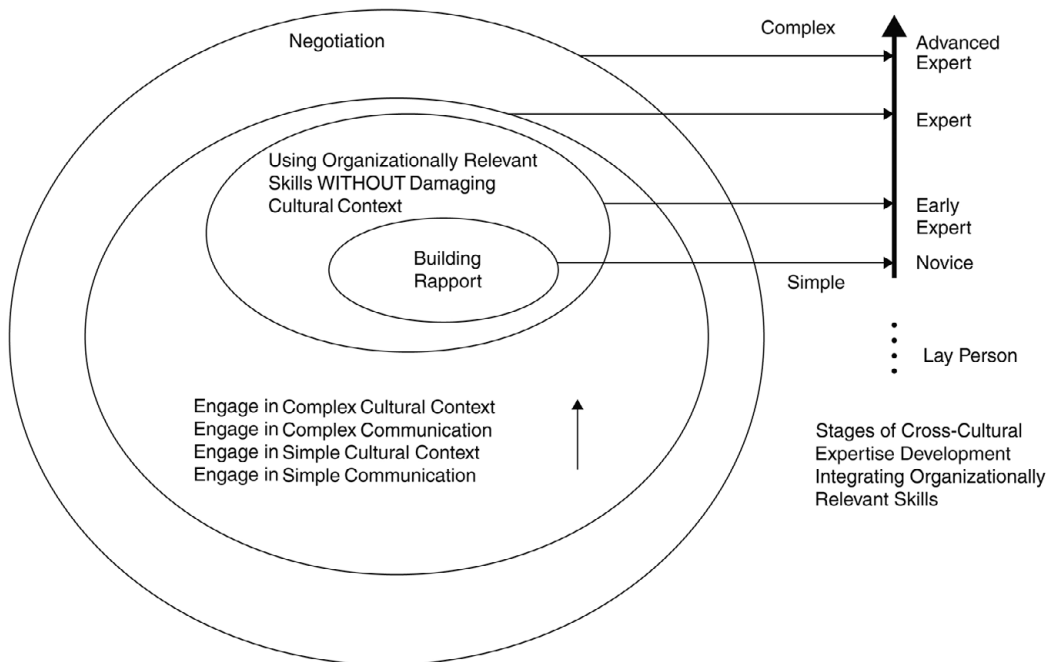 Negotiation
Complex
Advanced
Expert
Expert
Using Organizationally Relevant
Skills WITHOUT Damaging
Cultural Context
Early
Expert
Building
Rapport
Novice
Simple
Lay Person
Engage in Complex Cultural Context
Engage in Complex Communication
Engage in Simple Cultural Context
Engage in Simple Communication
Stages of Cross-Cultural
Expertise Development
Integrating Organizationally
Relevant Skills